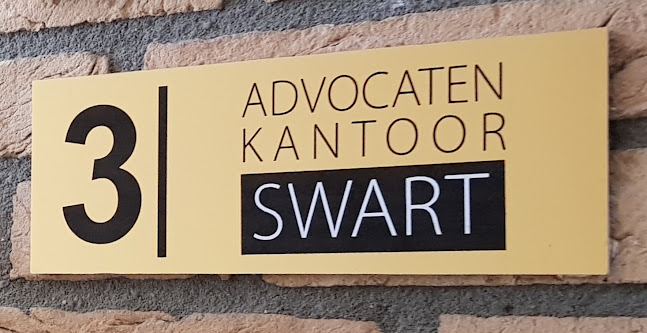 3
ADVOCATEN
KANTOOR
SWART